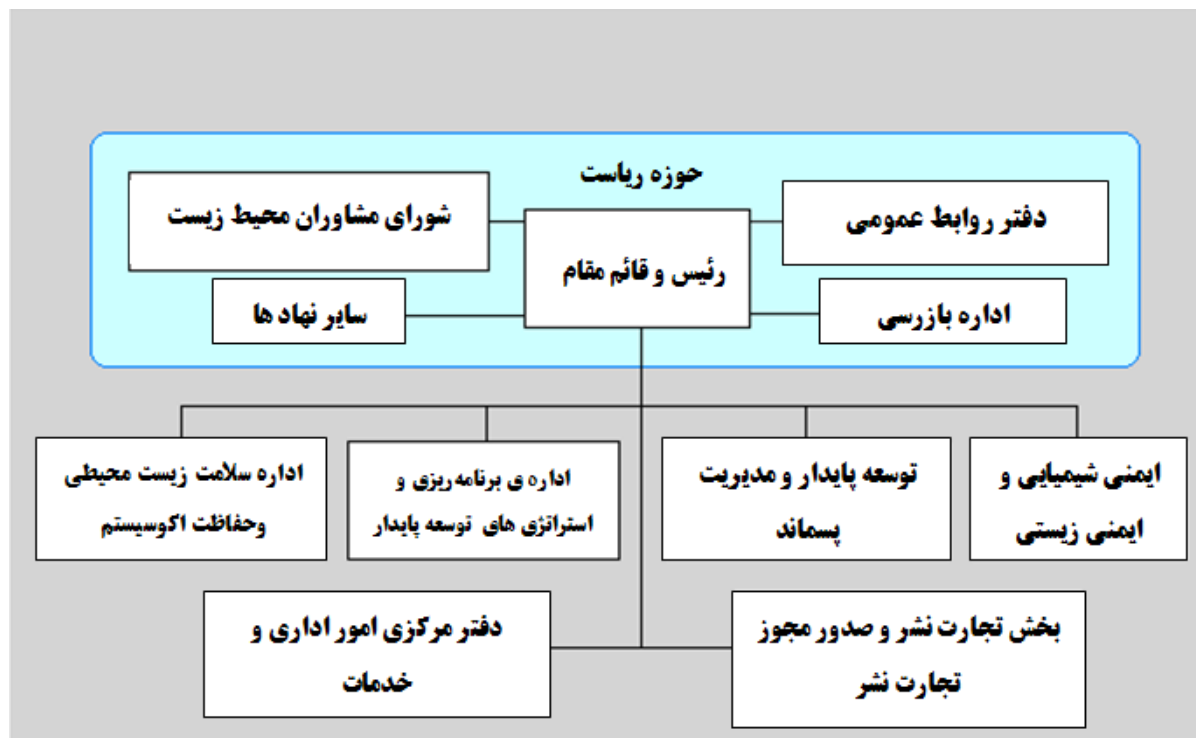 حوزه ریاست
دفتر روابط عمومی
شورای مشاوران محیط زیست
رئیس و قائم مقام
اداره بازرسی
سایر نهاد ها
ایمنی شیمیایی و
ایمنی زیستی
توسعه پایدار و مدیریت
پسماند
اداره ی برنامه ریزی و
استراتژی های توسعه پایدار
اداره سلامت زیست محیطی
وحفاظت اکوسیستم
بخش تجارت نشر و صدور مجوز
تجارت نشر
دفتر مرکزی امور اداری و
خدمات